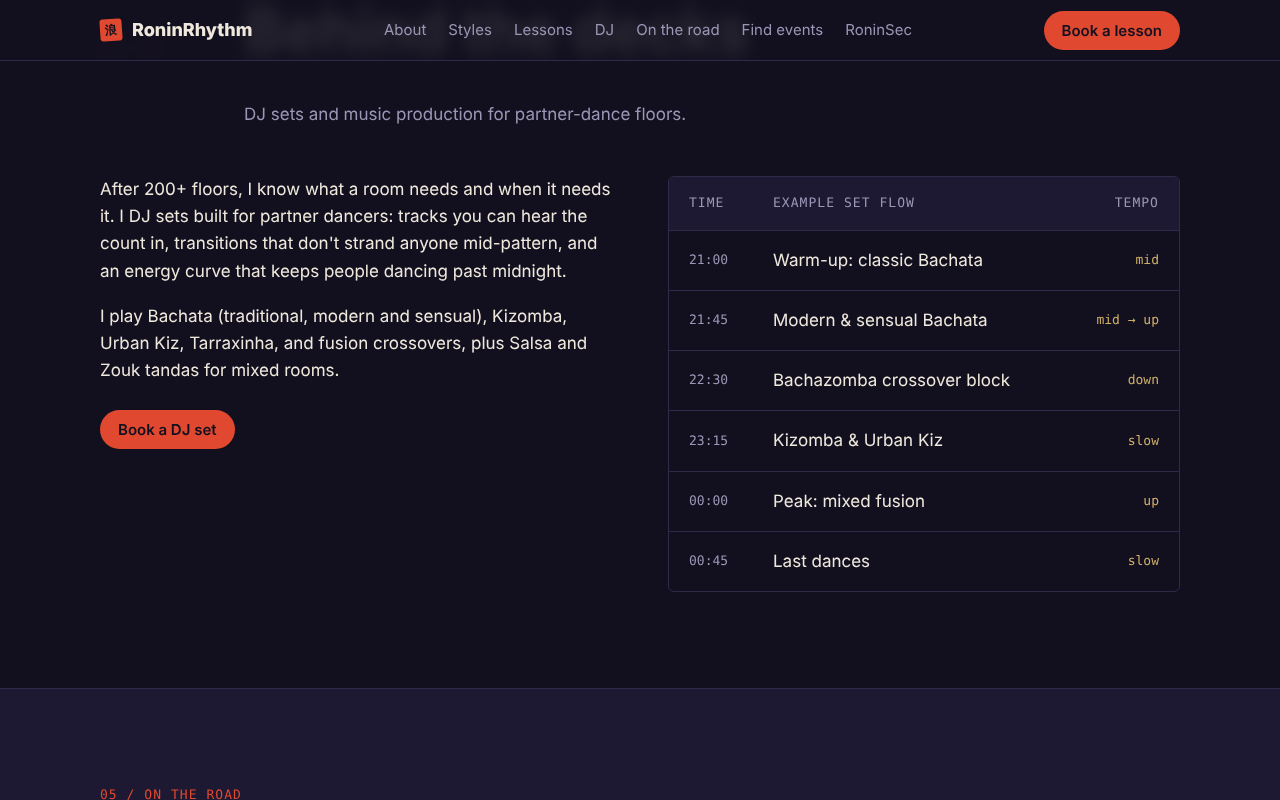 浪 RoninRhythm About Styles Lessons DJ On the road Find events RoninSec Book a lesson
DJ sets and music production for partner-dance floors.
After 200+ floors, I know what a room needs and when it needs
it. I DJ sets built for partner dancers: tracks you can hear the
count in, transitions that don't strand anyone mid-pattern, and
an energy curve that keeps people dancing past midnight.
I play Bachata (traditional, modern and sensual), Kizomba,
Urban Kiz, Tarraxinha, and fusion crossovers, plus Salsa and
Zouk tandas for mixed rooms.
Book a DJ set
TIME EXAMPLE SET FLOW TEMPO
21:00 Warm-up: classic Bachata mid
21:45 Modern & sensual Bachata mid → up
22:30 Bachazomba crossover block down
23:15 Kizomba & Urban Kiz slow
00:00 Peak: mixed fusion up
00:45 Last dances slow
05 / ON THE ROAD